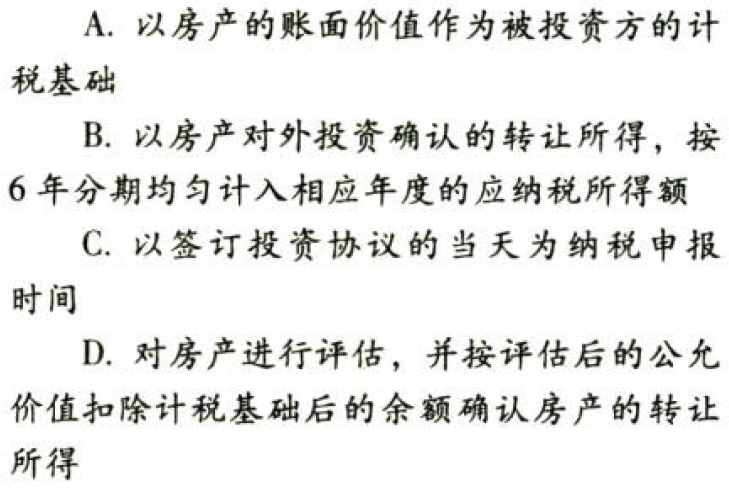 A. 以房产的账面价值作为被投资方的计
税基础
B. 以房产对外投资确认的转让所得，按
6 年分期均匀计入相应年度的应纳税所得额
C. 以签订投资协议的当天为纳税申报
时间
D. 对房产进行评估，并按评估后的公允
价值扣除计税基础后的余额确认房产的转让
所得